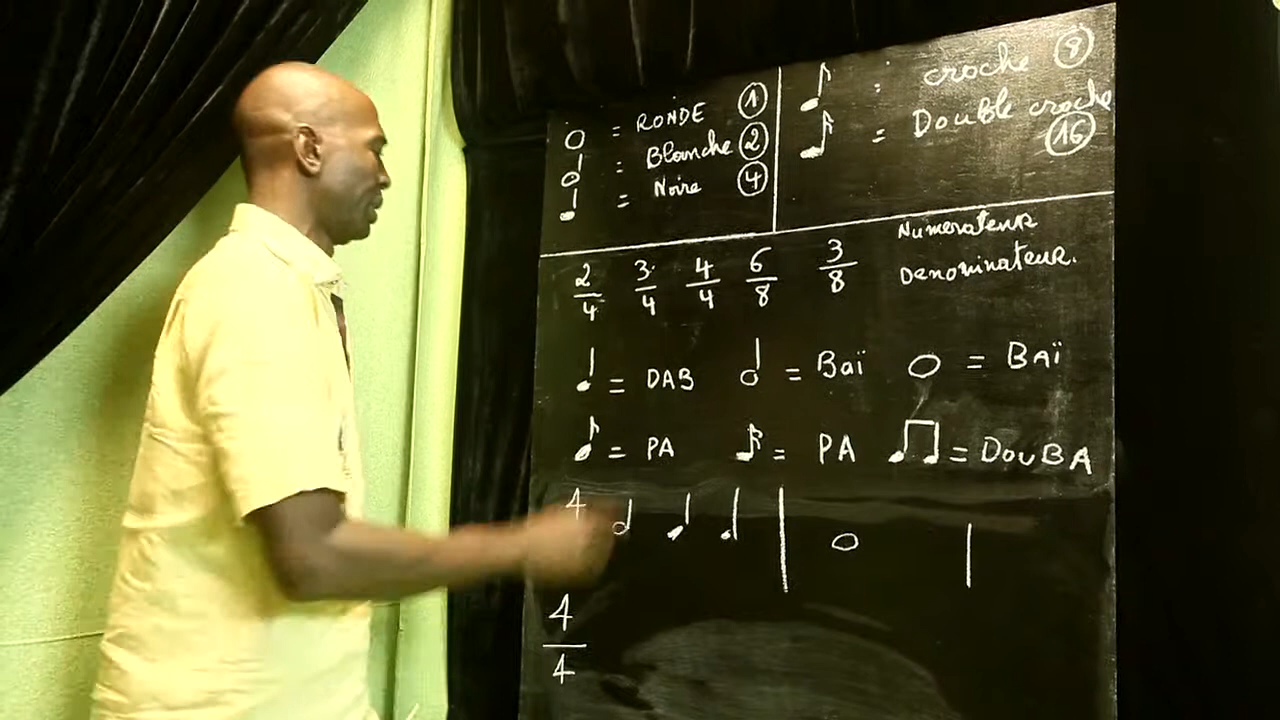 = RONDE 1
: Blanche 2
= Noire 4
: croche 8
= Double croche
16
2/4 3/4 4/4 6/8 3/8
Numerateur
Denominateur.
= DAB = Baï = BAÏ
= PA = PA = DOUBA
4
4/4